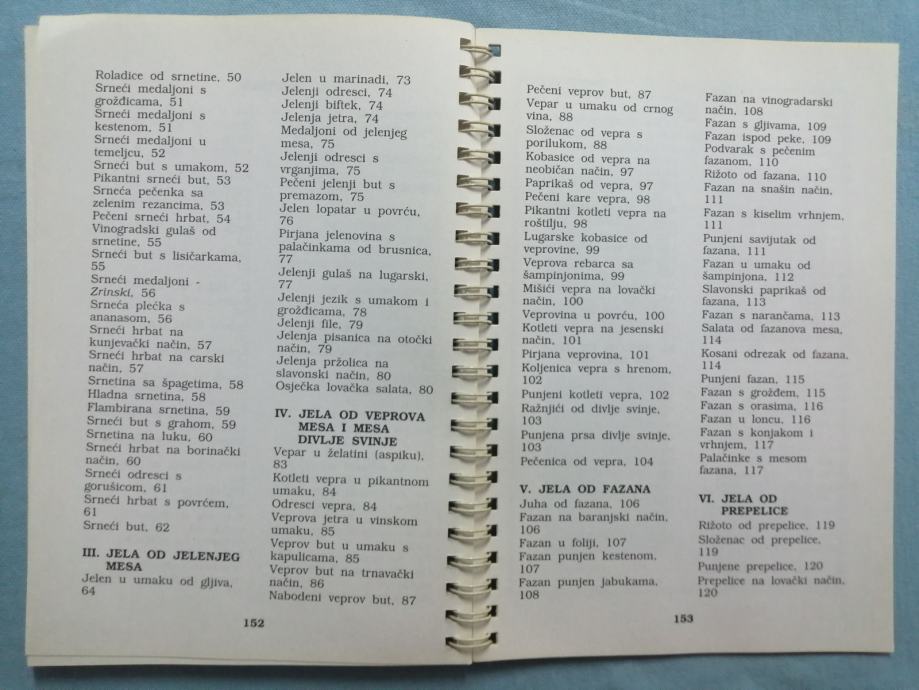 Roladice od srnetine, 50
Srneći medaljoni s
grožđicama, 51
Srneći medaljoni s
kestenom, 51
Srneći medaljoni u
temeljcu, 52
Srneći but s umakom, 52
Pikantni srneći but, 53
Srneća pečenka sa
zelenim rezancima, 53
Pečeni srneći hrbat, 54
Vinogradski gulaš od
srnetine, 55
Srneći but s lisičarkama,
55
Srneći medaljoni -
Zrinski, 56
Srneća plećka s
ananasom, 56
Srneći hrbat na
kunjevački način, 57
Srneći hrbat na carski
način, 57
Srnetina sa špagetima, 58
Hladna srnetina, 58
Flambirana srnetina, 59
Srneći but s grahom, 59
Srnetina na luku, 60
Srneći hrbat na borinački
način, 60
Srneći odresci s
gorušicom, 61
Srneći hrbat s povrćem,
61
Srneći but, 62
III. JELA OD JELENJEG
MESA
Jelen u umaku od gljiva,
64
Jelen u marinadi, 73
Jelenji odresci, 74
Jelenji biftek, 74
Jelenja jetra, 74
Medaljoni od jelenjeg
mesa, 75
Jelenji odresci s
vrganjima, 75
Pečeni jelenji but s
premazom, 75
Jelen lopatar u povrću,
76
Pirjana jelenovina s
palačinkama od brusnica,
77
Jelenji gulaš na lugarski,
77
Jelenji jezik s umakom i
grožđicama, 78
Jelenji file, 79
Jelenja pisanica na otočki
način, 79
Jelenja pržolica na
slavonski način, 80
Osječka lovačka salata, 80
IV. JELA OD VEPROVA
MESA I MESA
DIVLJE SVINJE
Vepar u želatini (aspiku),
83
Kotleti vepra u pikantnom
umaku, 84
Odresci vepra, 84
Veprova jetra u vinskom
umaku, 85
Veprov but u umaku s
kapulicama, 85
Veprov but na trnavački
način, 86
Nabodeni veprov but, 87
152
Pečeni veprov but, 87
Vepar u umaku od crnog
vina, 88
Složenac od vepra s
porilukom, 88
Kobasice od vepra na
neobičan način, 97
Paprikaš od vepra, 97
Pečeni kare vepra, 98
Pikantni kotleti vepra na
roštilju, 98
Lugarske kobasice od
veprovine, 99
Veprova rebarca sa
šampinjonima, 99
Mišići vepra na lovački
način, 100
Veprovina u povrću, 100
Kotleti vepra na jesenski
način, 101
Pirjana veprovina, 101
Koljenica vepra s hrenom,
102
Punjeni kotleti vepra, 102
Ražnjići od divlje svinje,
103
Punjena prsa divlje svinje,
103
Pečenica od vepra, 104
V. JELA OD FAZANA
Juha od fazana, 106
Fazan na baranjski način,
106
Fazan u foliji, 107
Fazan punjen kestenom,
107
Fazan punjen jabukama,
108
Fazan na vinogradarski
način, 108
Fazan s gljivama, 109
Fazan ispod peke, 109
Podvarak s pečenim
fazanom, 110
Rižoto od fazana, 110
Fazan na snašin način,
111
Fazan s kiselim vrhnjem,
111
Punjeni savijutak od
fazana, 111
Fazan u umaku od
šampinjona, 112
Slavonski paprikaš od
fazana, 113
Fazan s narančama, 113
Salata od fazanova mesa,
114
Kosani odrezak od fazana,
114
Punjeni fazan, 115
Fazan s grožđem, 115
Fazan s orasima, 116
Fazan u loncu, 116
Fazan s konjakom i
vrhnjem, 117
Palačinke s mesom
fazana, 117
VI. JELA OD
PREPELICE
Rižoto od prepelice, 119
Složenac od prepelice,
119
Punjene prepelice, 120
Prepelice na lovački način,
120
153